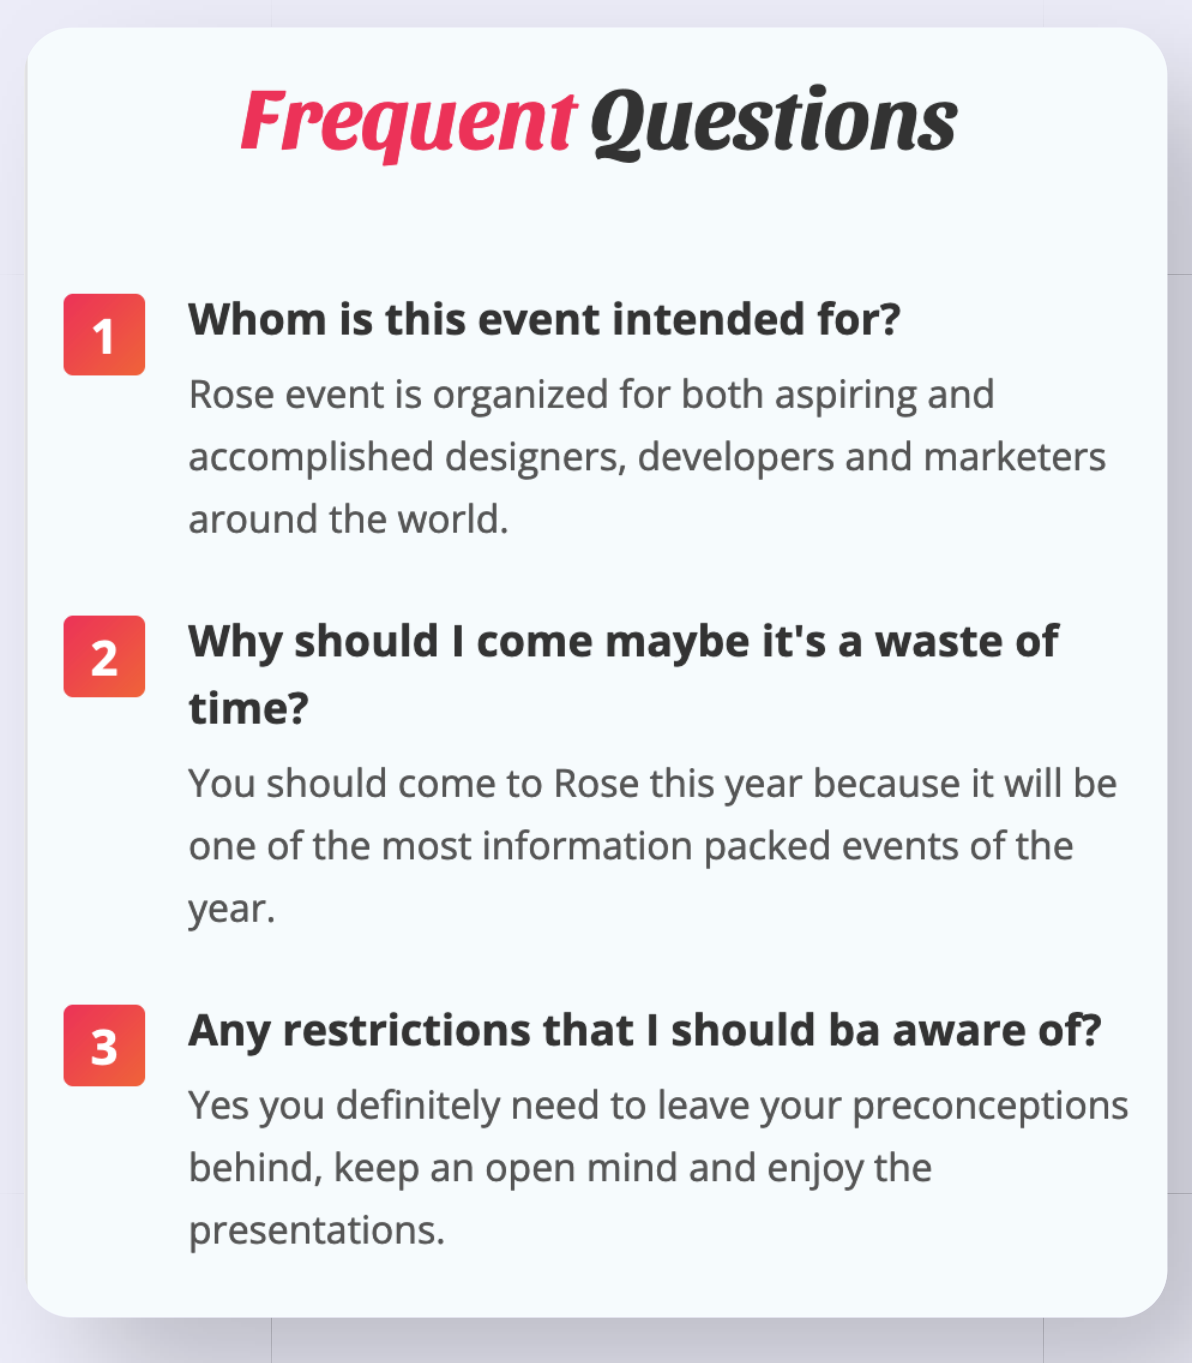 Frequent Questions
1
Whom is this event intended for?
Rose event is organized for both aspiring and
accomplished designers, developers and marketers
around the world.
2
Why should I come maybe it's a waste of
time?
You should come to Rose this year because it will be
one of the most information packed events of the
year.
3
Any restrictions that I should ba aware of?
Yes you definitely need to leave your preconceptions
behind, keep an open mind and enjoy the
presentations.